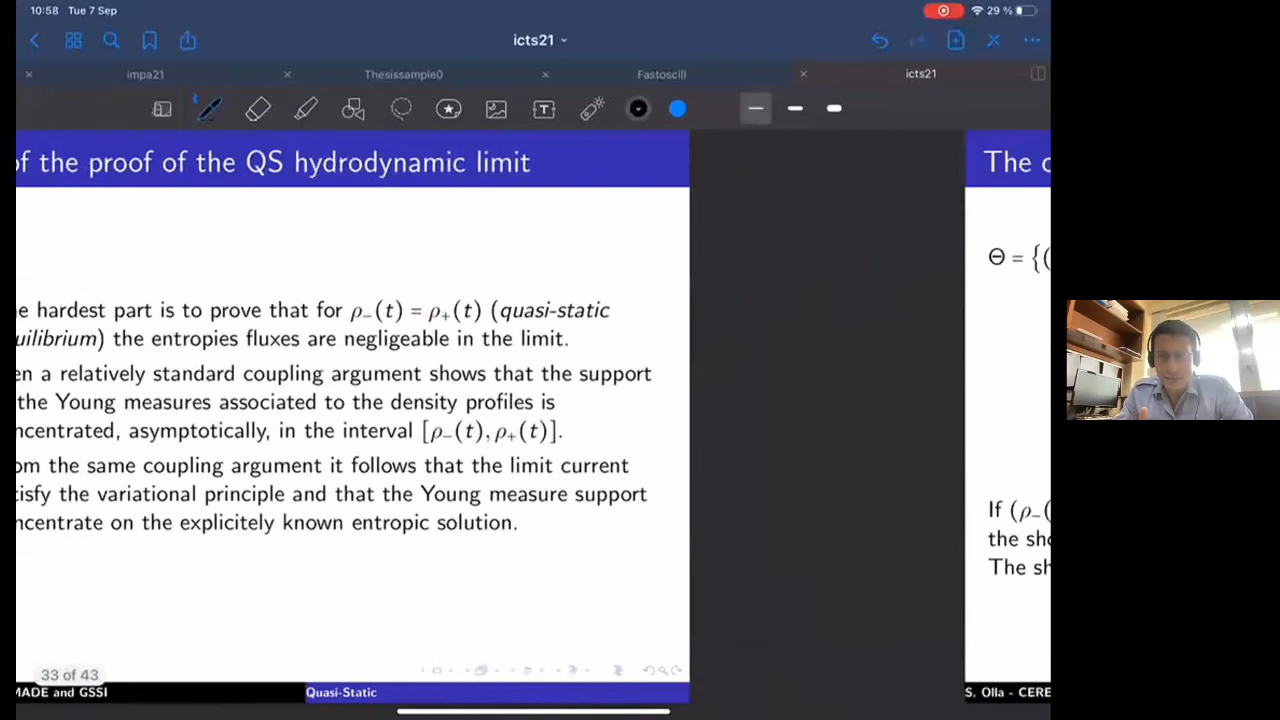 10:58 Tue 7 Sep
29 %
icts21
impa21
Thesissample0
Fastoscill
icts21
of the proof of the QS hydrodynamic limit
e hardest part is to prove that for ρ₋(t) = ρ₊(t) (quasi-static
uilibrium) the entropies fluxes are negligeable in the limit.
en a relatively standard coupling argument shows that the support
the Young measures associated to the density profiles is
ncentrated, asymptotically, in the interval [ρ₋(t), ρ₊(t)].
om the same coupling argument it follows that the limit current
tisfy the variational principle and that the Young measure support
ncentrate on the explicitely known entropic solution.
33 of 43
MADE and GSSI
Quasi-Static
The c
Θ = {(
If (ρ₋(
the sho
The sh
S. Olla - CERE